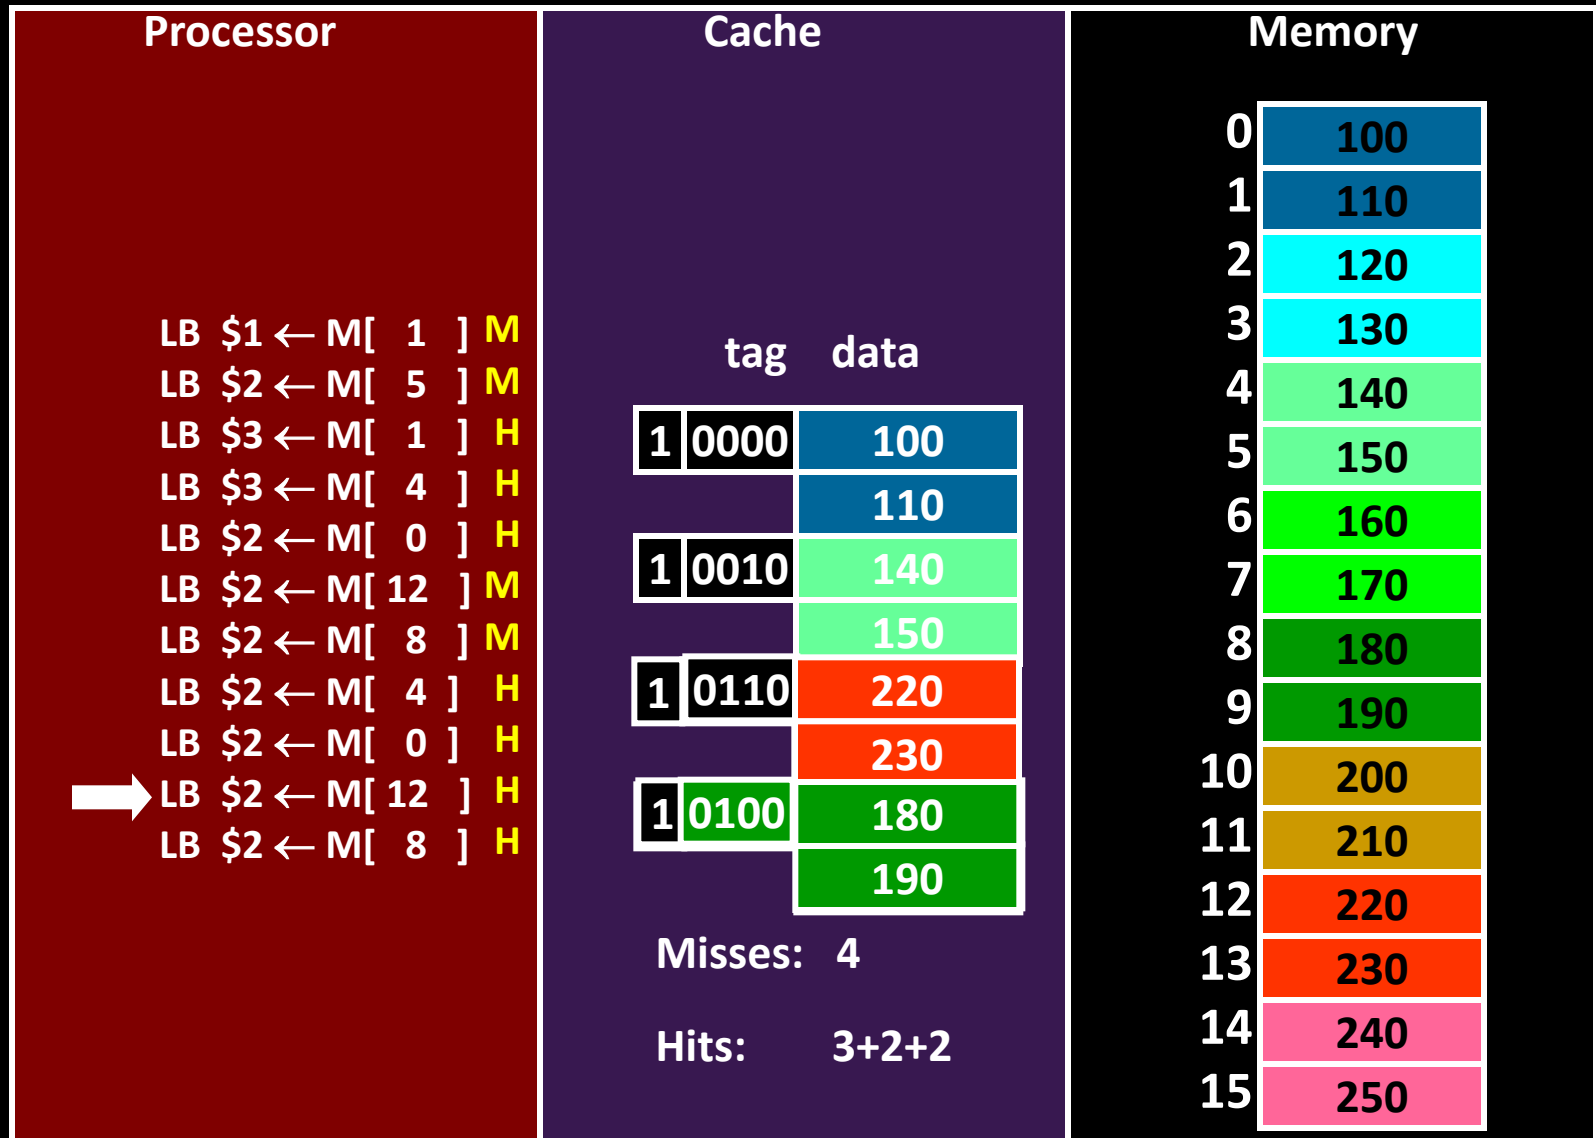 Processor
LB $1 ← M[ 1 ] M
LB $2 ← M[ 5 ] M
LB $3 ← M[ 1 ] H
LB $3 ← M[ 4 ] H
LB $2 ← M[ 0 ] H
LB $2 ← M[ 12 ] M
LB $2 ← M[ 8 ] M
LB $2 ← M[ 4 ] H
LB $2 ← M[ 0 ] H
LB $2 ← M[ 12 ] H
LB $2 ← M[ 8 ] H
Cache
tag data
1 0000 100
110
1 0010 140
150
1 0110 220
230
1 0100 180
190
Misses: 4
Hits: 3+2+2
Memory
0 100
1 110
2 120
3 130
4 140
5 150
6 160
7 170
8 180
9 190
10 200
11 210
12 220
13 230
14 240
15 250